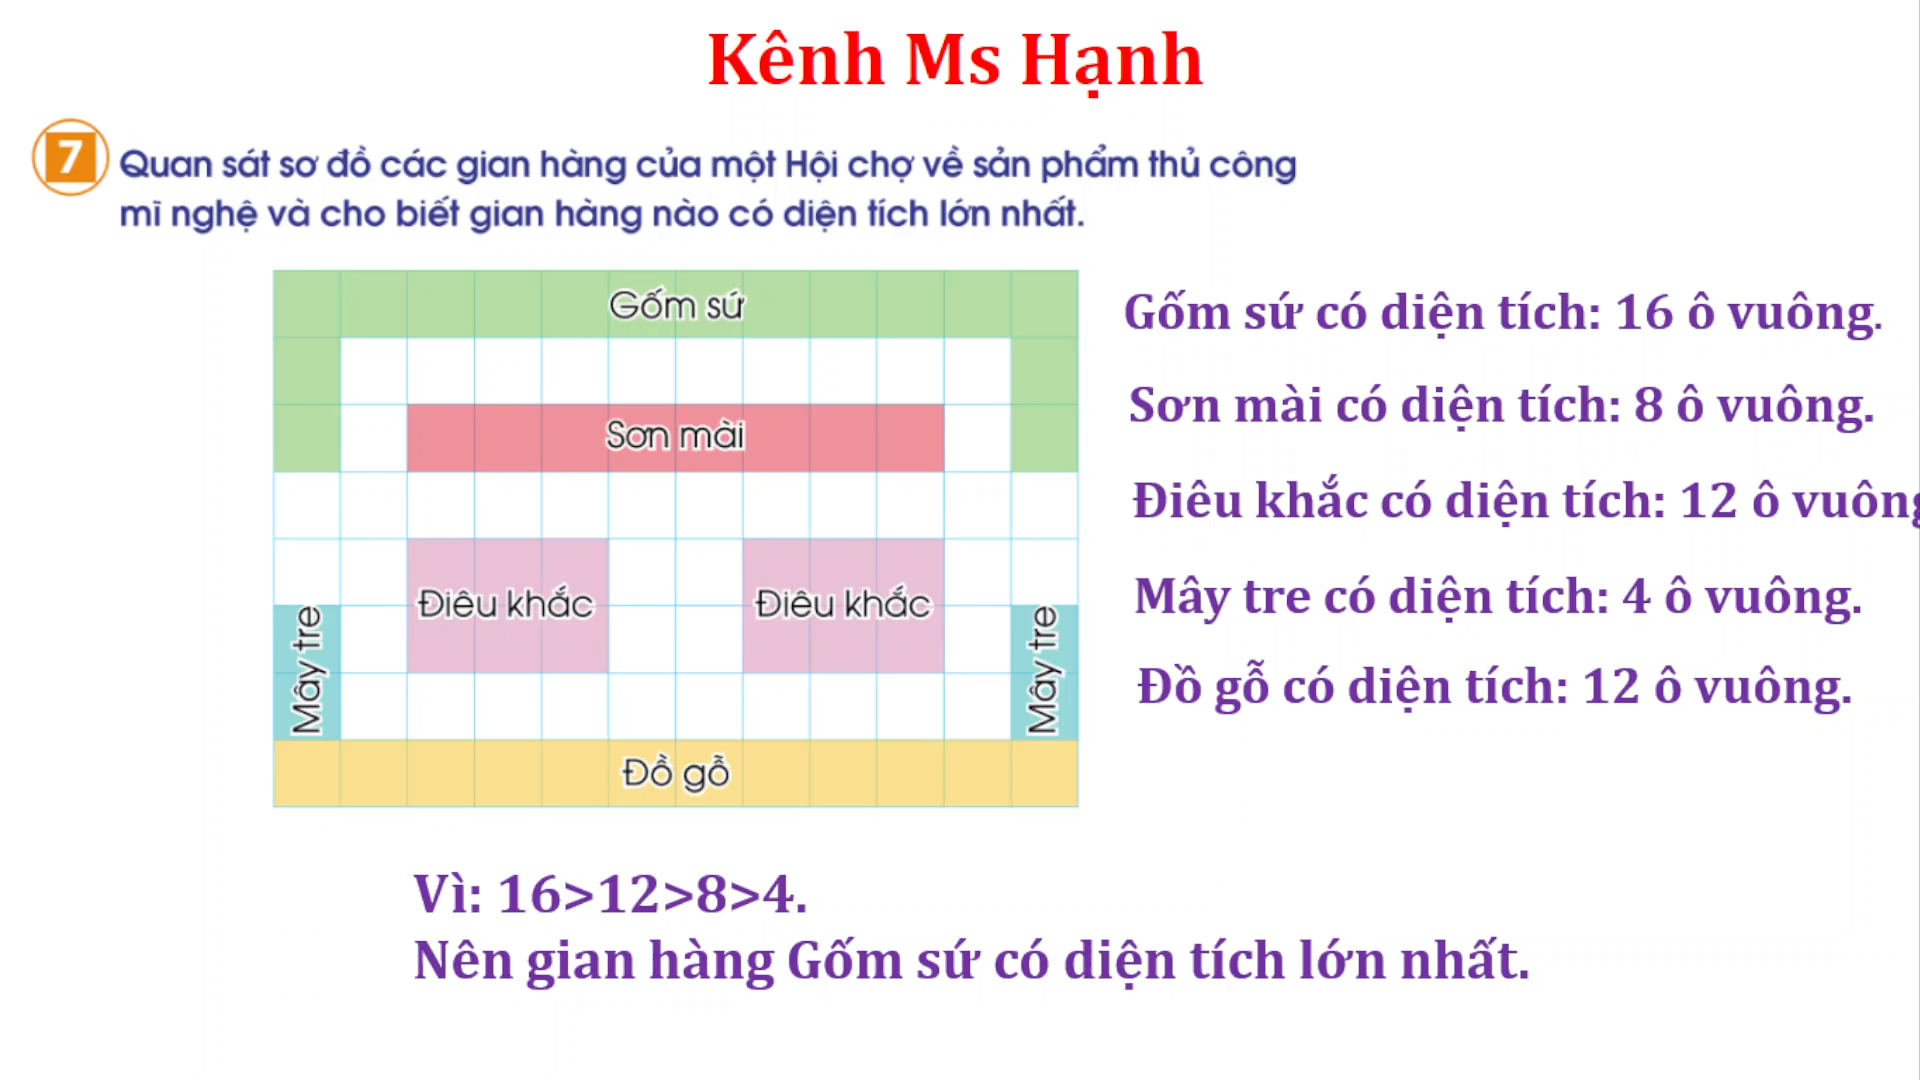 Kênh Ms Hạnh
7
Quan sát sơ đồ các gian hàng của một Hội chợ về sản phẩm thủ công
mĩ nghệ và cho biết gian hàng nào có diện tích lớn nhất.
Gốm sứ
Sơn mài
Điêu khắc
Điêu khắc
Mây tre
Mây tre
Đồ gỗ
Gốm sứ có diện tích: 16 ô vuông.
Sơn mài có diện tích: 8 ô vuông.
Điêu khắc có diện tích: 12 ô vuông
Mây tre có diện tích: 4 ô vuông.
Đồ gỗ có diện tích: 12 ô vuông.
Vì: 16>12>8>4.
Nên gian hàng Gốm sứ có diện tích lớn nhất.